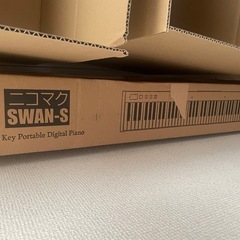 ニコマク
SWAN-S
Key Portable Digital Piano